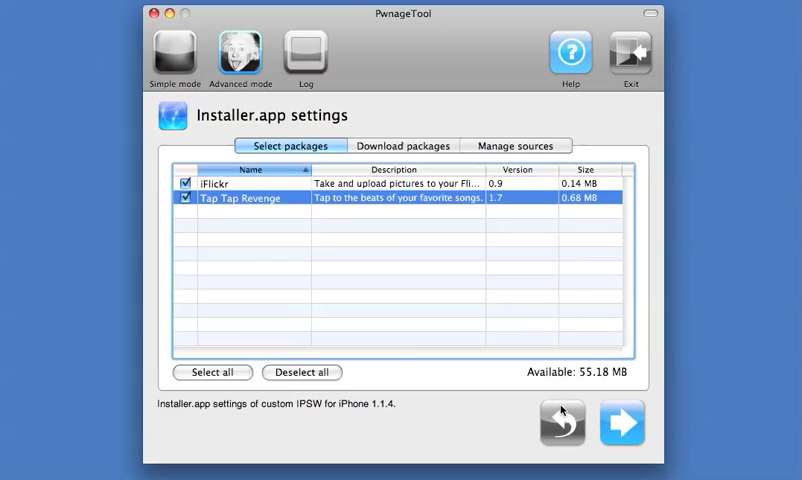 PwnageTool
Simple mode
Advanced mode
Log
Help
Exit
Installer.app settings
Select packages
Download packages
Manage sources
Name
Description
Version
Size
iFlickr
Take and upload pictures to your Fli...
0.9
0.14 MB
Tap Tap Revenge
Tap to the beats of your favorite songs.
1.7
0.68 MB
Select all
Deselect all
Available: 55.18 MB
Installer.app settings of custom IPSW for iPhone 1.1.4.